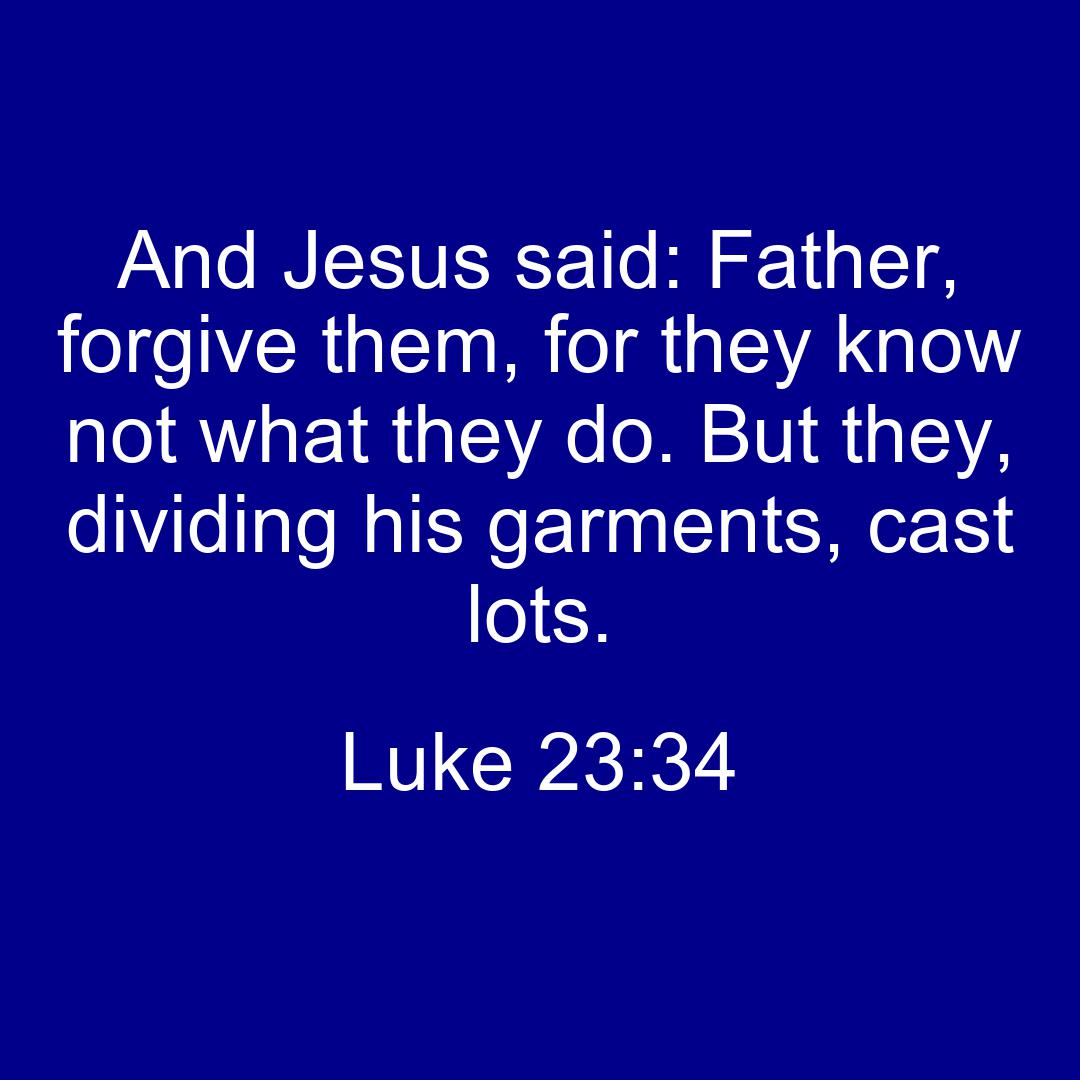 And Jesus said: Father,
forgive them, for they know
not what they do. But they,
dividing his garments, cast
lots.
Luke 23:34